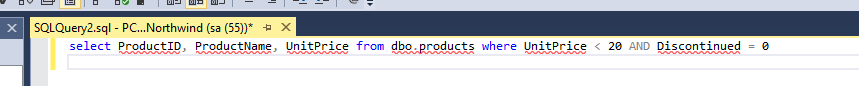 SQLQuery2.sql - PC...Northwind (sa (55))*
select ProductID, ProductName, UnitPrice from dbo.products where UnitPrice < 20 AND Discontinued = 0